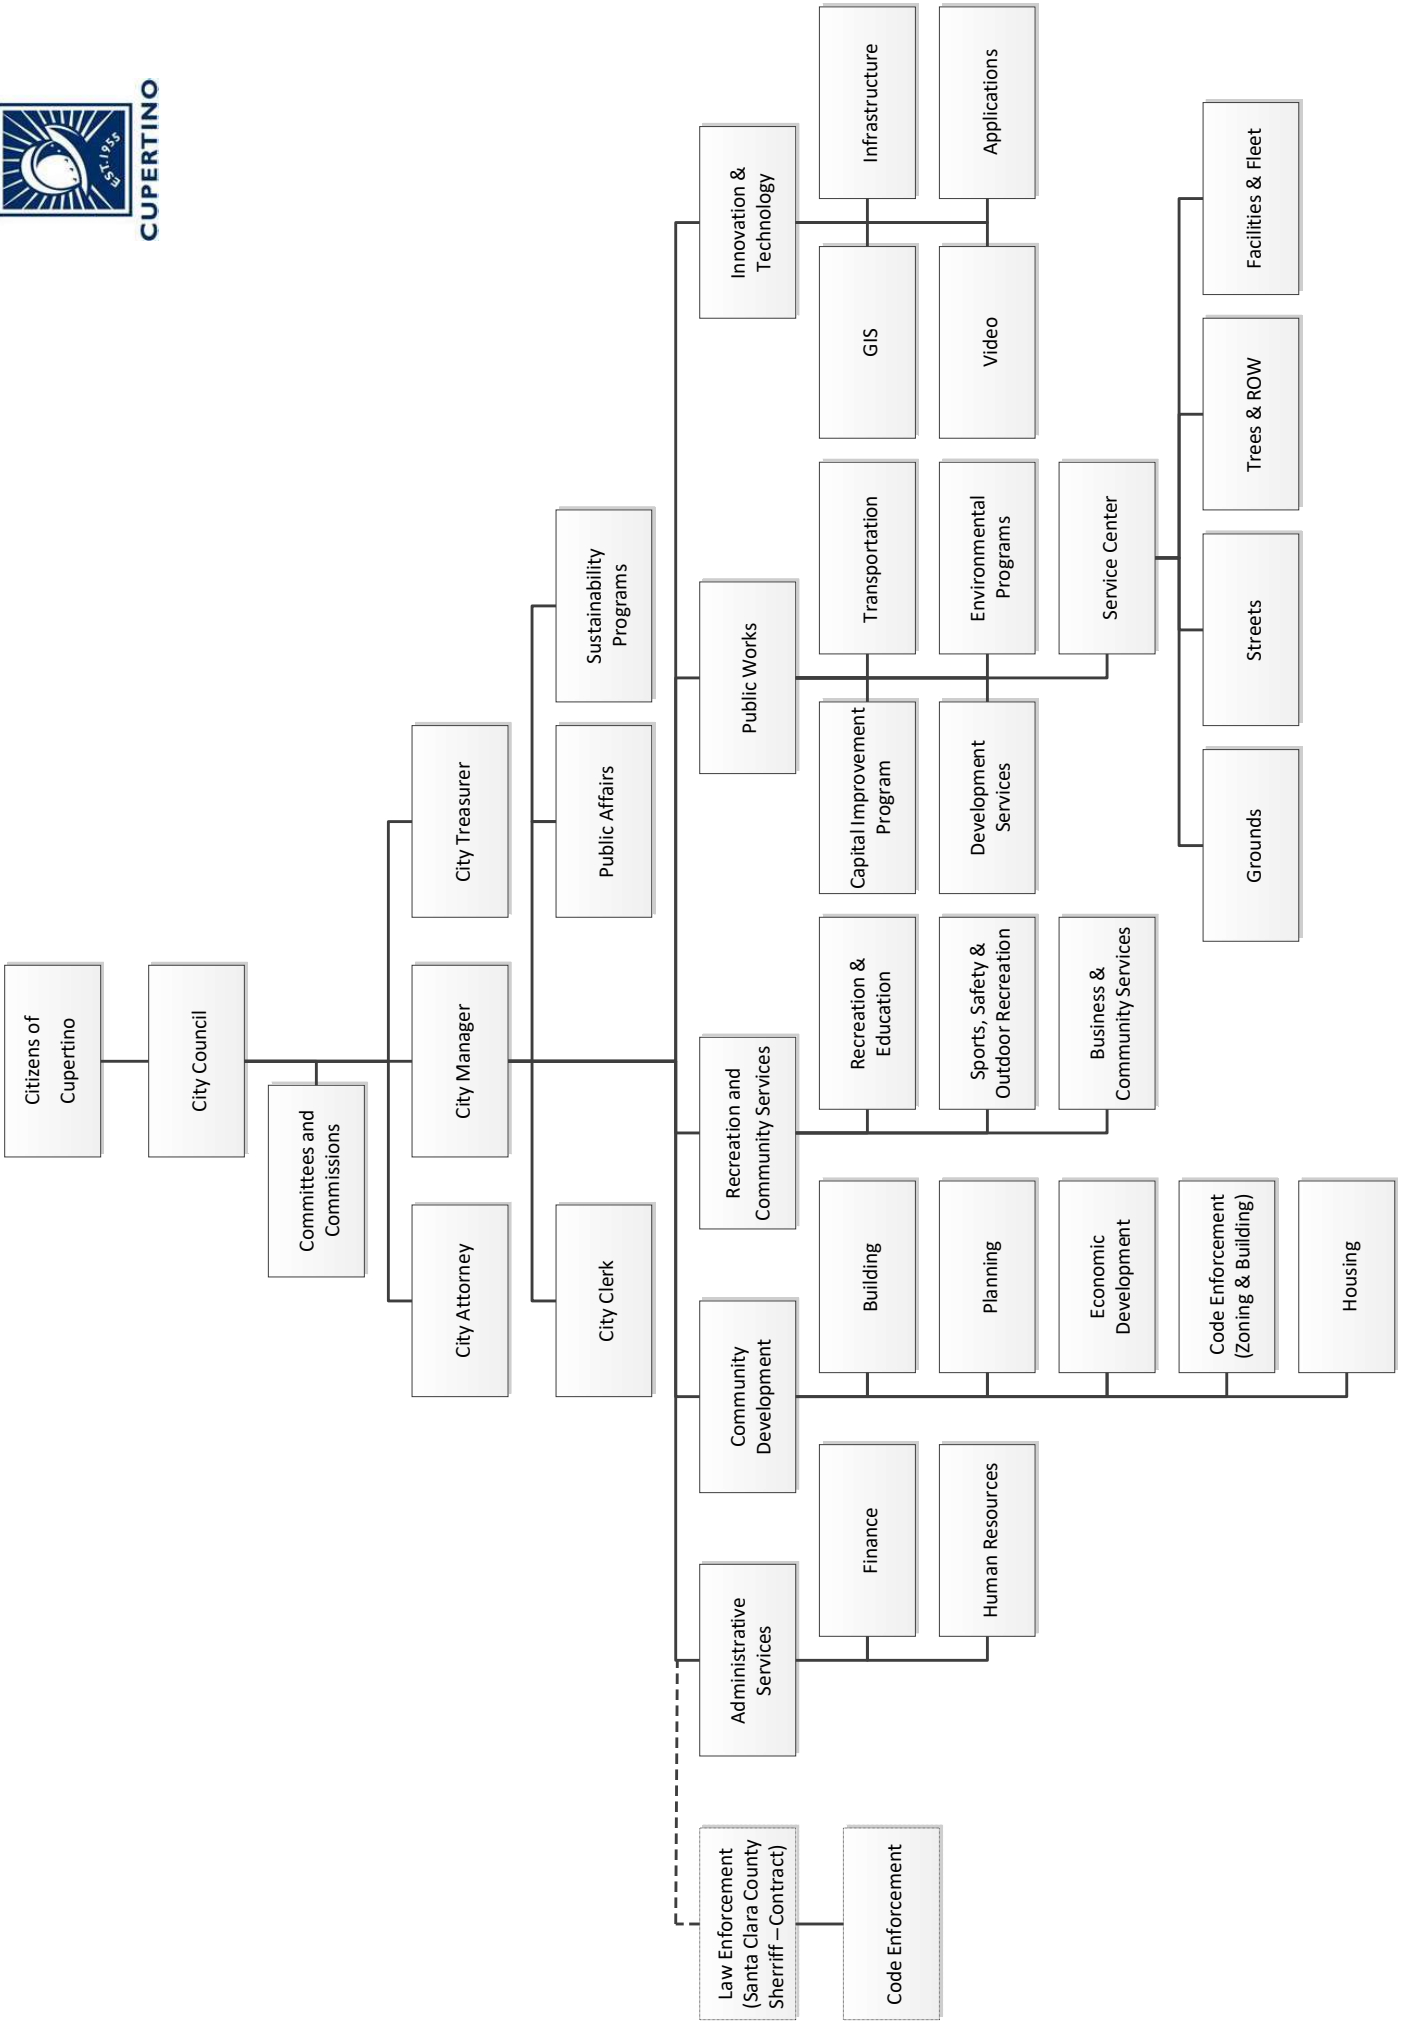 EST. 1955
CUPERTINO
Citizens of
Cupertino
City Council
Committees and
Commissions
City Attorney
City Manager
City Treasurer
City Clerk
Public Affairs
Sustainability
Programs
Law Enforcement
(Santa Clara County
Sherriff – Contract)
Code Enforcement
Administrative
Services
Finance
Human Resources
Community
Development
Building
Planning
Economic
Development
Code Enforcement
(Zoning & Building)
Housing
Recreation and
Community Services
Recreation &
Education
Sports, Safety &
Outdoor Recreation
Business &
Community Services
Public Works
Capital Improvement
Program
Transportation
Development
Services
Environmental
Programs
Service Center
Grounds
Streets
Trees & ROW
Facilities & Fleet
Innovation &
Technology
GIS
Infrastructure
Video
Applications